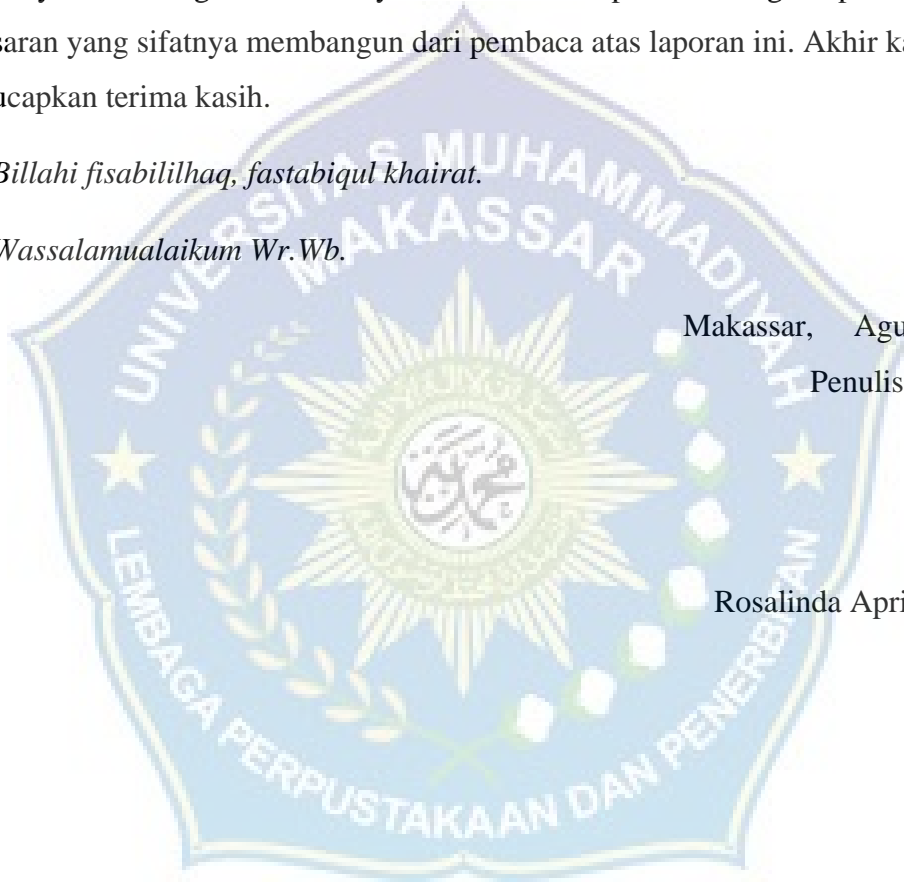 saran yang sifatnya membangun dari pembaca atas laporan ini. Akhir ka
ucapkan terima kasih.
Billahi fisabililhaq, fastabiqul khairat.
Wassalamualaikum Wr.Wb.
Makassar, Agu
Penulis
Rosalinda Apri
UNIVERSITAS MUHAMMADIYAH
MAKASSAR
محمدية
LEMBAGA PERPUSTAKAAN DAN PENERBITAN